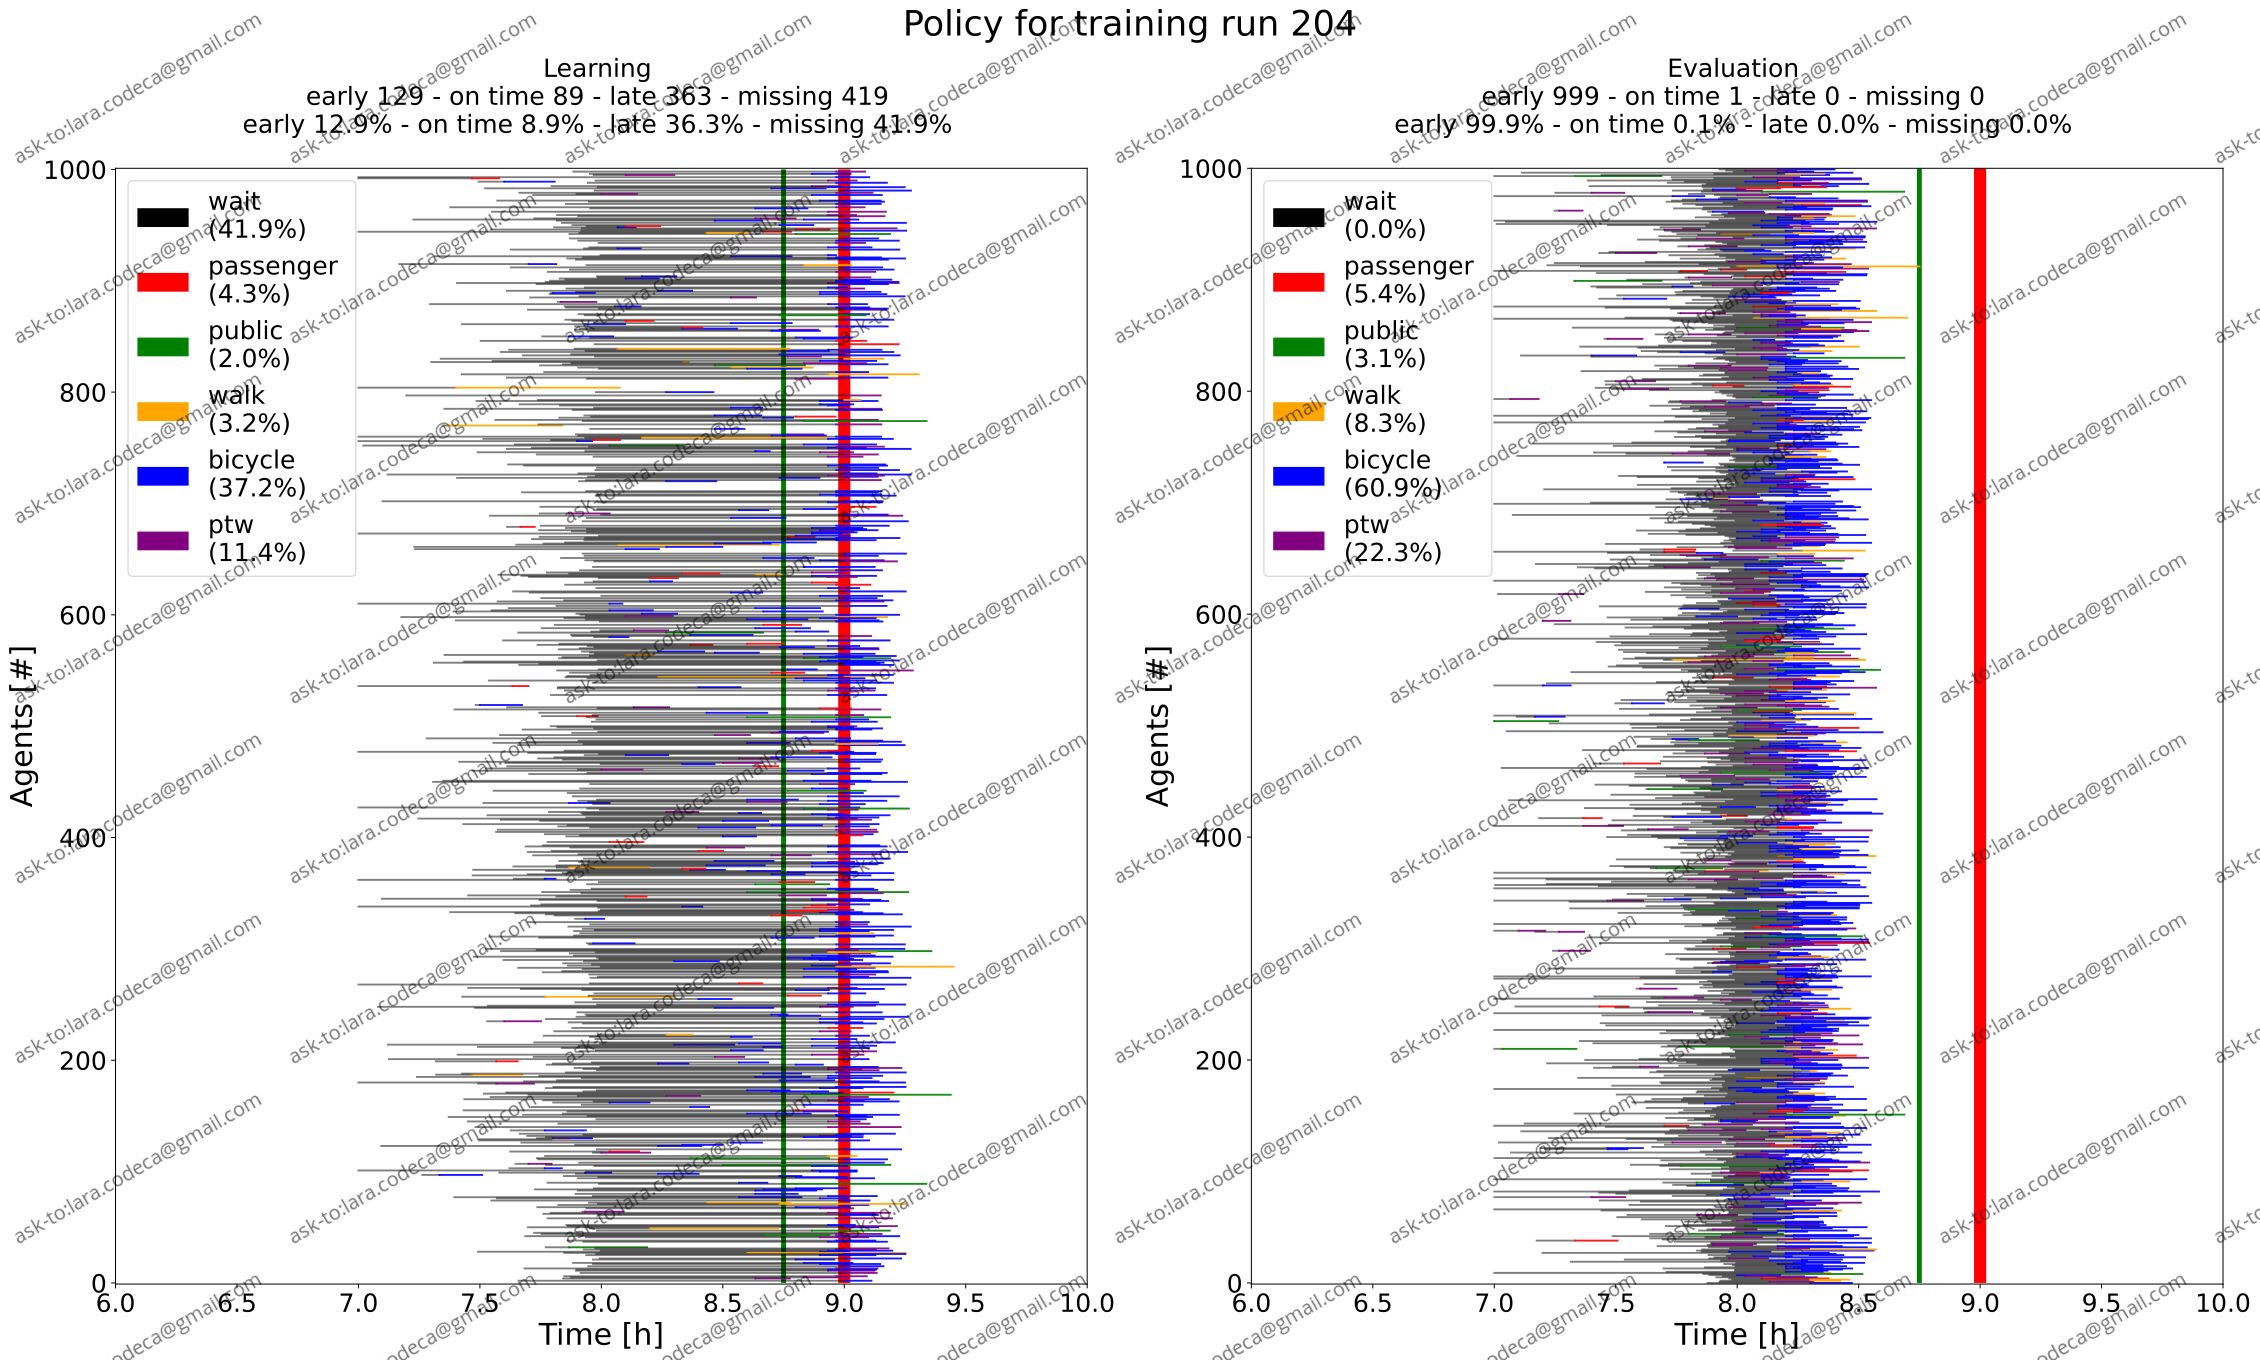 Policy for training run 204
Learning
early 129 - on time 89 - late 363 - missing 419
early 12.9% - on time 8.9% - late 36.3% - missing 41.9%
wait
(41.9%)
passenger
(4.3%)
public
(2.0%)
walk
(3.2%)
bicycle
(37.2%)
ptw
(11.4%)
1000
800
600
400
200
0
Agents [#]
6.0 6.5 7.0 7.5 8.0 8.5 9.0 9.5 10.0
Time [h]
Evaluation
early 999 - on time 1 - late 0 - missing 0
early 99.9% - on time 0.1% - late 0.0% - missing 0.0%
wait
(0.0%)
passenger
(5.4%)
public
(3.1%)
walk
(8.3%)
bicycle
(60.9%)
ptw
(22.3%)
1000
800
600
400
200
0
Agents [#]
6.0 6.5 7.0 7.5 8.0 8.5 9.0 9.5 10.0
Time [h]
ask-to:lara.codeca@gmail.com